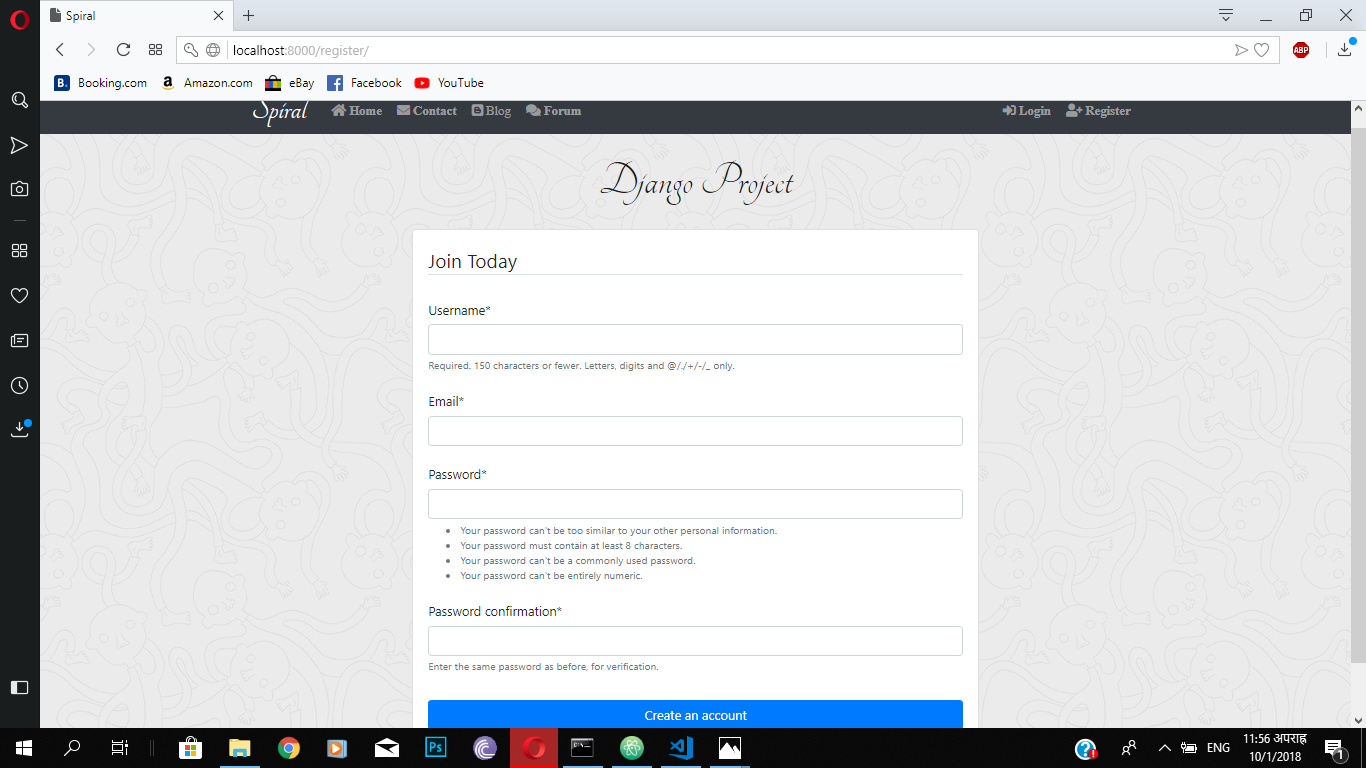 Spiral
localhost:8000/register/
ABP
B. Booking.com a Amazon.com eBay Facebook YouTube
Spiral Home Contact Blog Forum Login Register
Django Project
Join Today
Username*
Required. 150 characters or fewer. Letters, digits and @/./+/-/_ only.
Email*
Password*
Your password can't be too similar to your other personal information.
Your password must contain at least 8 characters.
Your password can't be a commonly used password.
Your password can't be entirely numeric.
Password confirmation*
Enter the same password as before, for verification.
Create an account
Ps
ENG
11:56 अपराह्न
10/1/2018
1